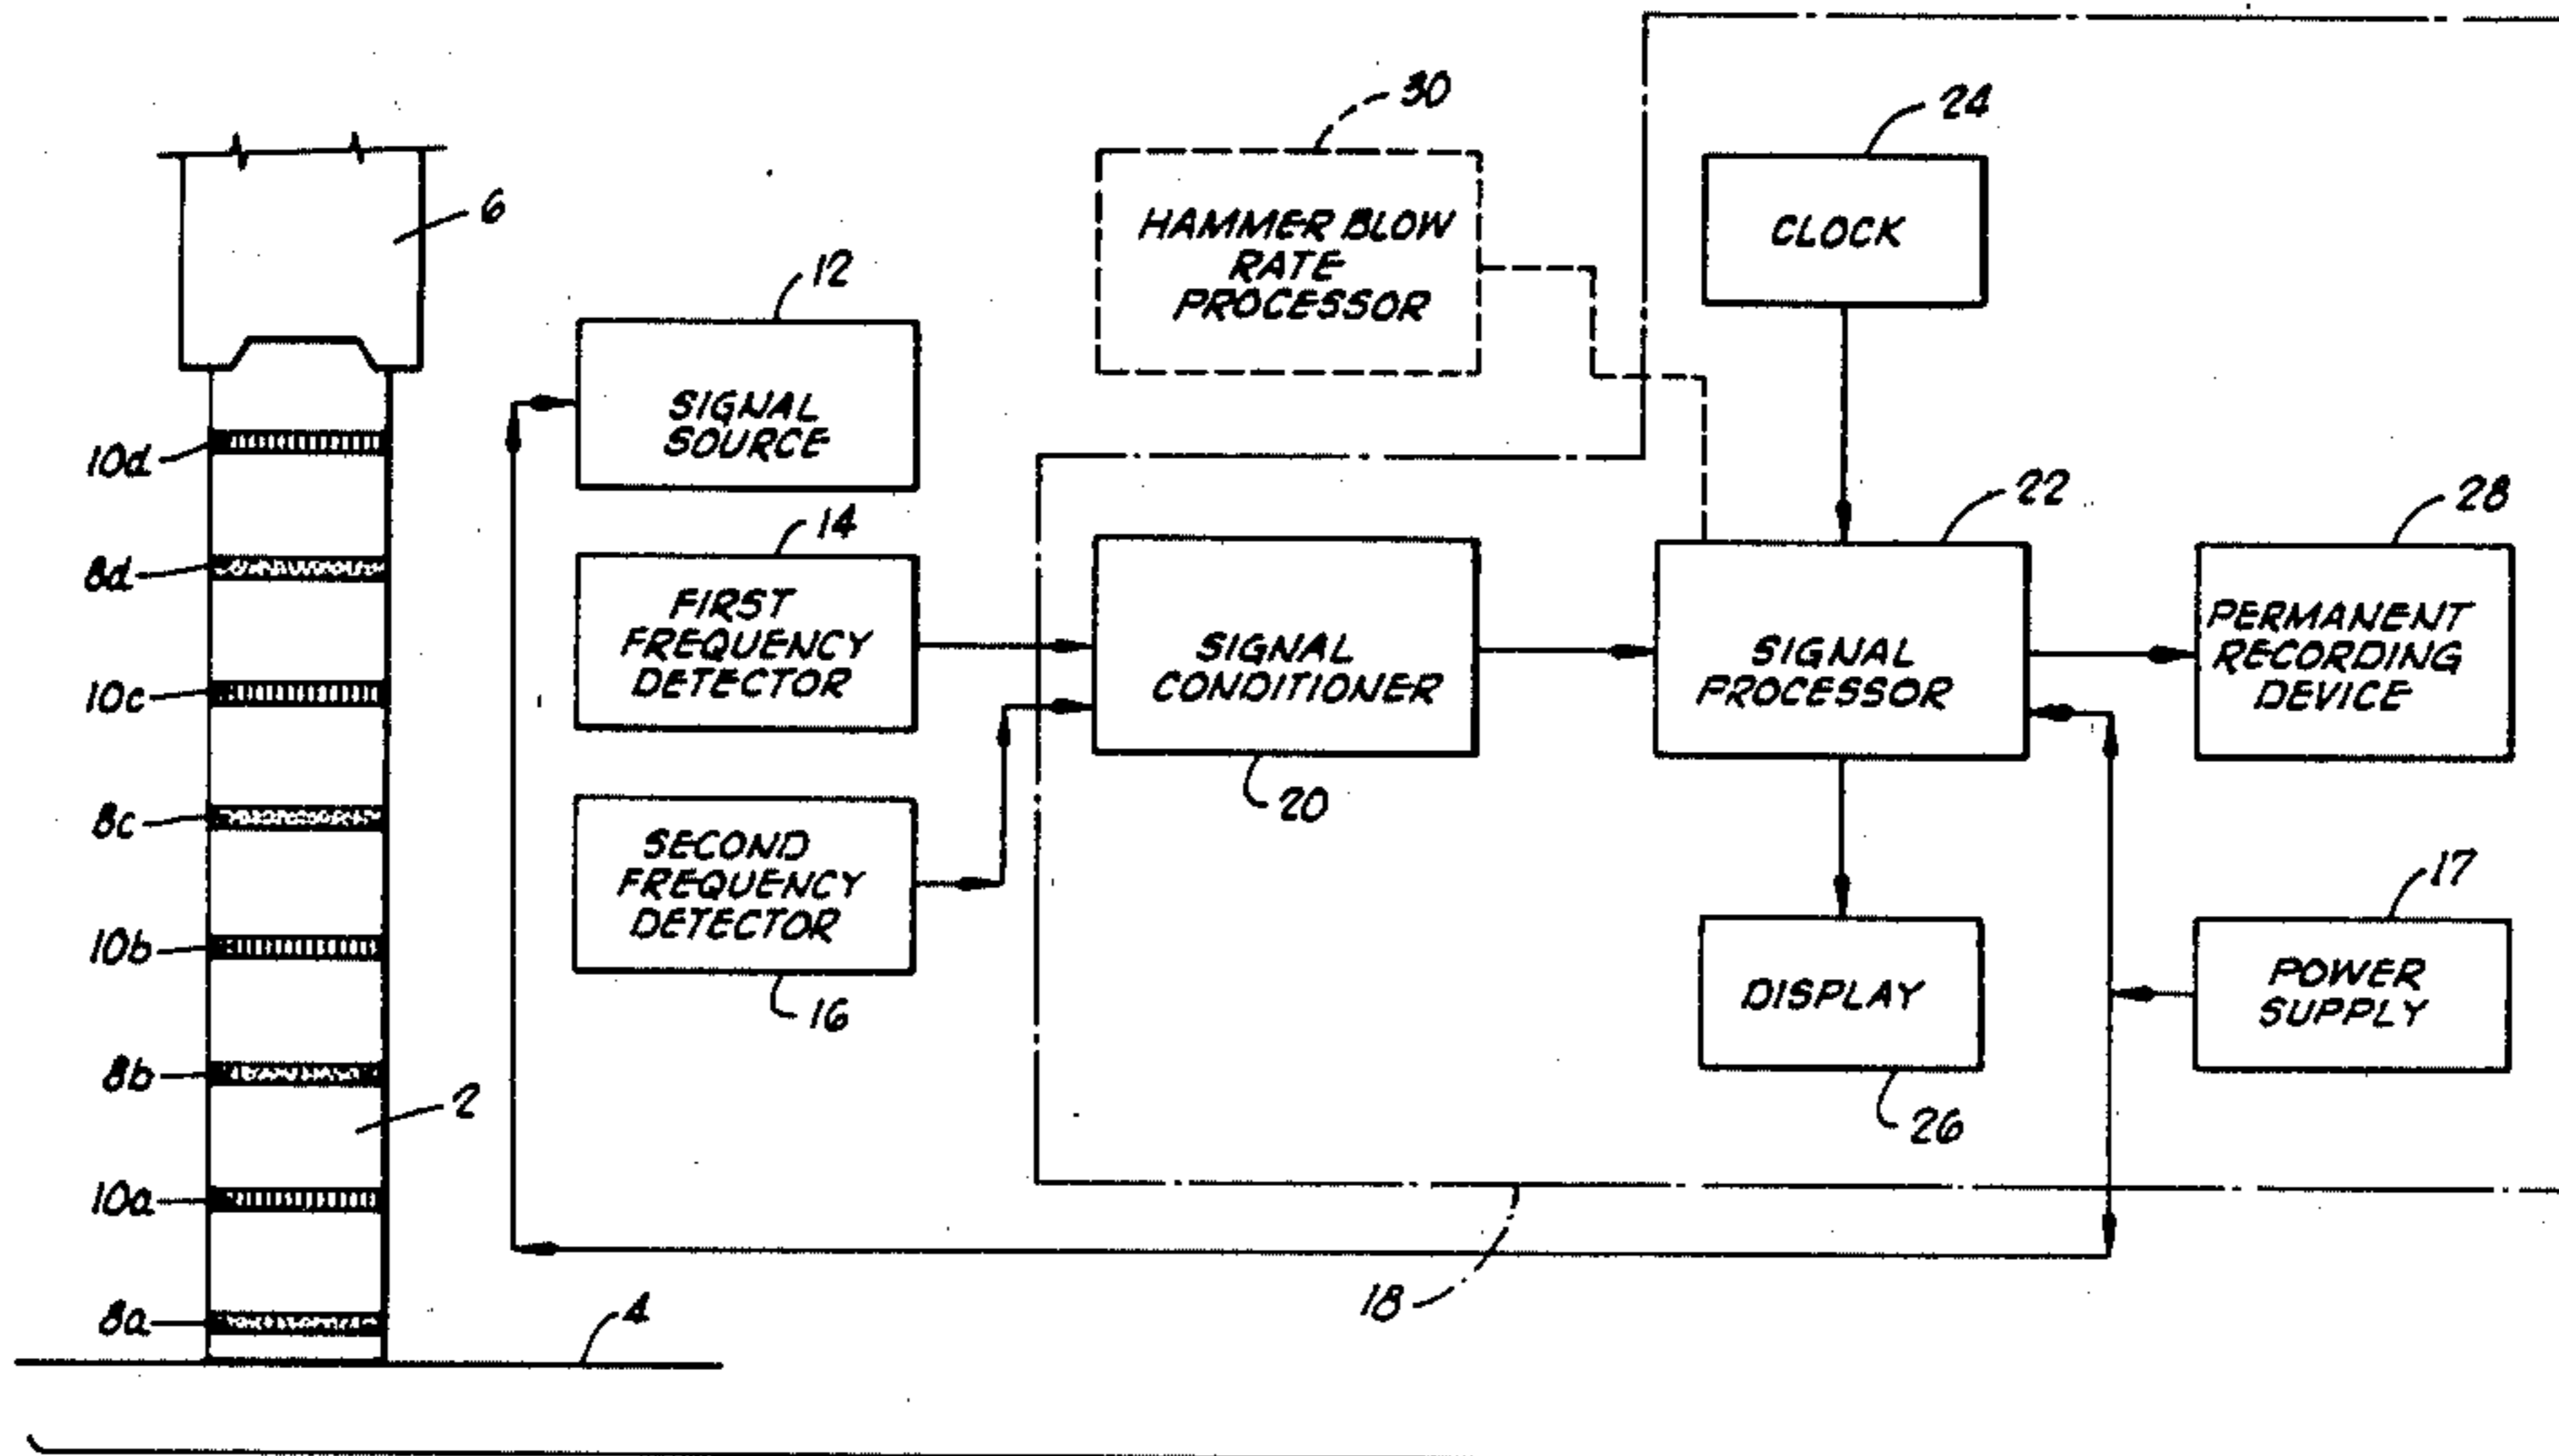 30
24
6
HAMMER BLOW
RATE
PROCESSOR
CLOCK
12
SIGNAL
SOURCE
10d
22
28
14
8d
FIRST
FREQUENCY
DETECTOR
SIGNAL
CONDITIONER
SIGNAL
PROCESSOR
PERMANENT
RECORDING
DEVICE
10c
20
8c
SECOND
FREQUENCY
DETECTOR
17
10b
16
DISPLAY
POWER
SUPPLY
8b
2
26
10a
18
8a
4